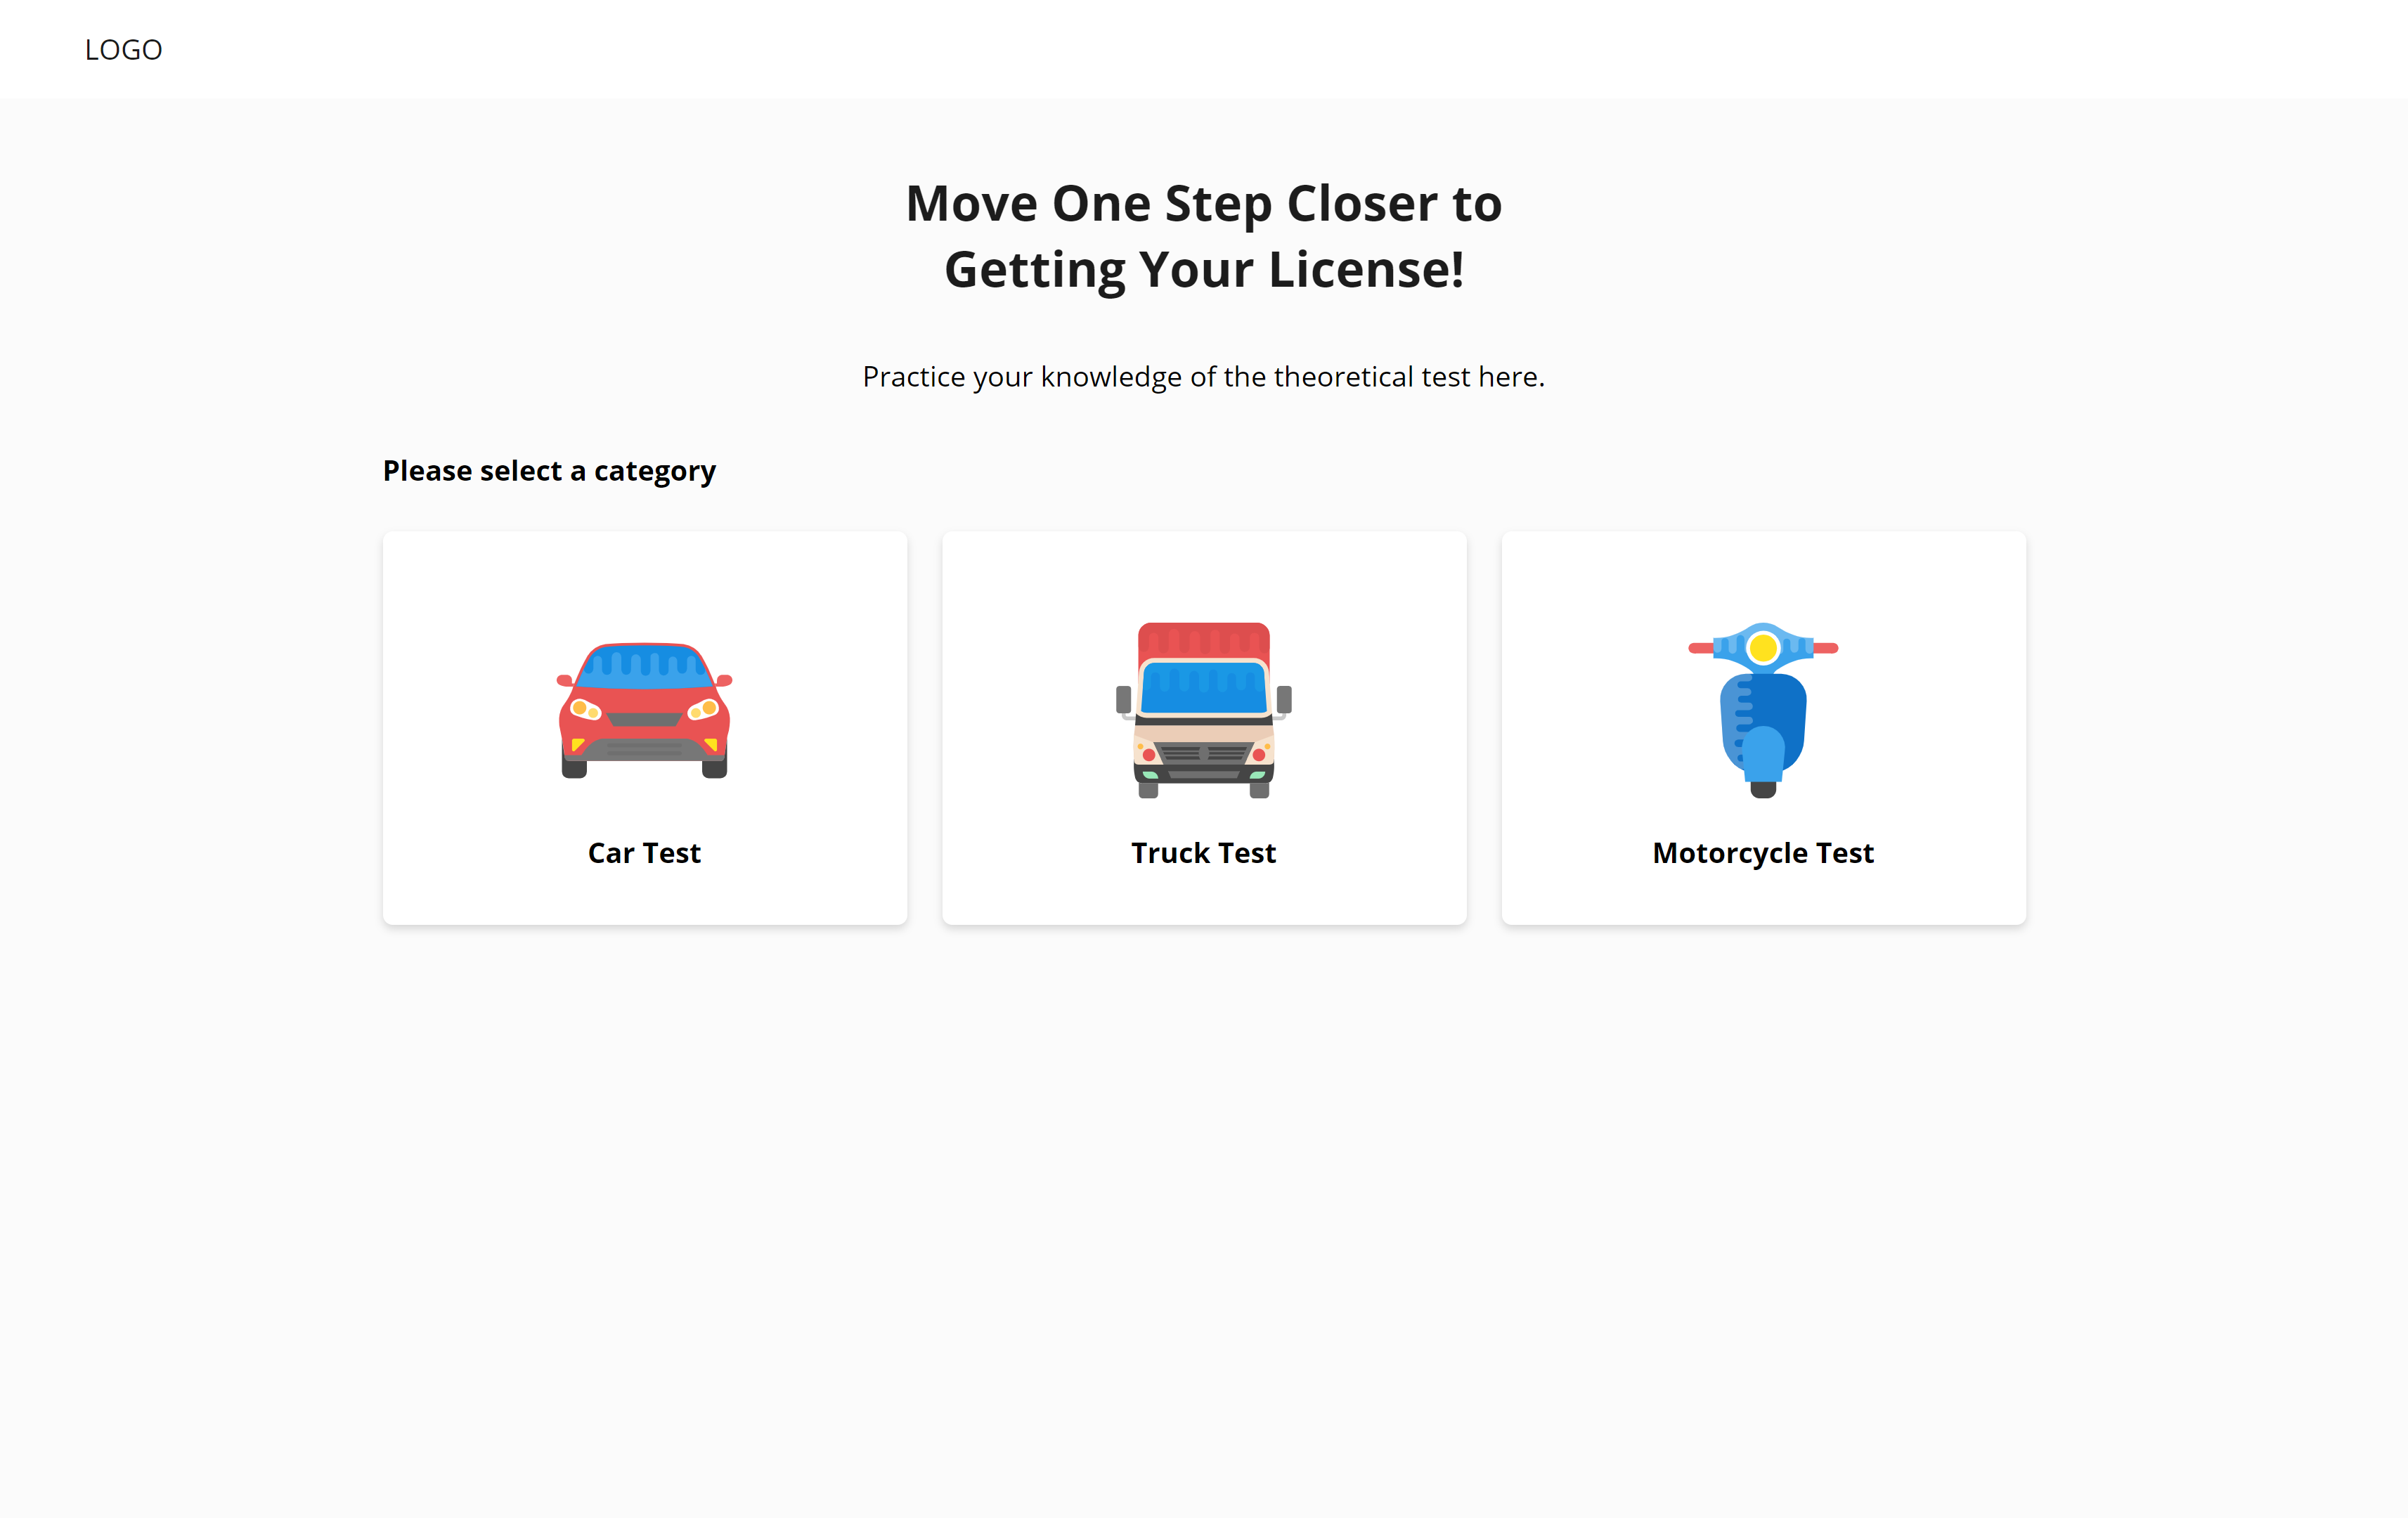 LOGO
Move One Step Closer to
Getting Your License!
Practice your knowledge of the theoretical test here.
Please select a category
Car Test
Truck Test
Motorcycle Test